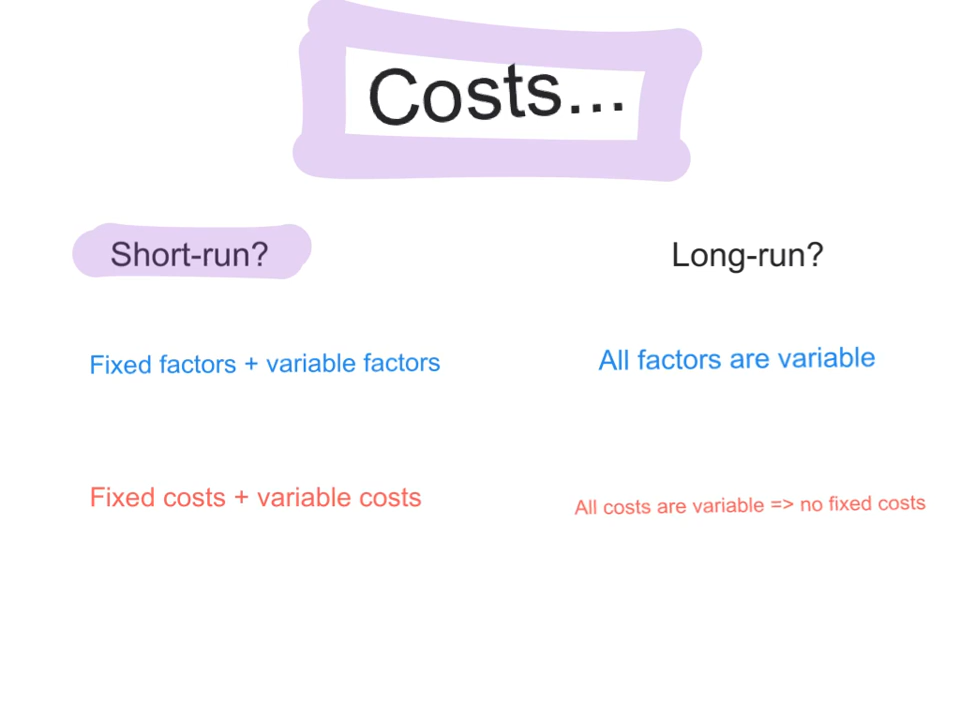 Costs...
Short-run?
Long-run?
Fixed factors + variable factors
All factors are variable
Fixed costs + variable costs
All costs are variable => no fixed costs